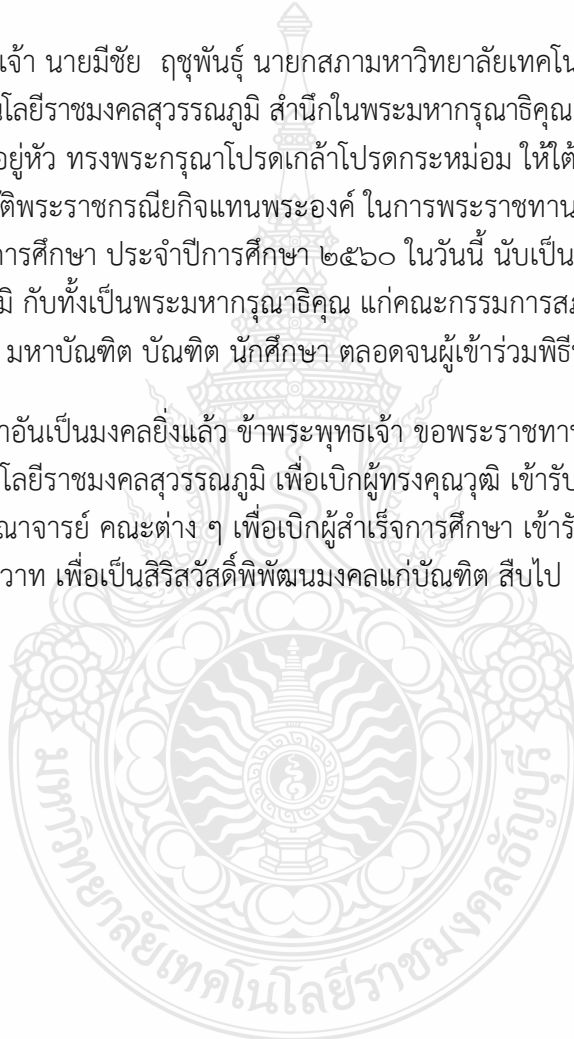 เจ้า นายมีชัย  ฤชุพันธุ์ นายกสภามหาวิทยาลัยเทคโน
โลยีราชมงคลสุวรรณภูมิ สำนึกในพระมหากรุณาธิคุณ
อยู่หัว ทรงพระกรุณาโปรดเกล้าโปรดกระหม่อม ให้ใต้
ัติพระราชกรณียกิจแทนพระองค์ ในการพระราชทาน
การศึกษา ประจำปีการศึกษา ๒๕๖๐ ในวันนี้ นับเป็น
มิ กับทั้งเป็นพระมหากรุณาธิคุณ แก่คณะกรรมการสภ
มหาบัณฑิต บัณฑิต นักศึกษา ตลอดจนผู้เข้าร่วมพิธี
าอันเป็นมงคลยิ่งแล้ว ข้าพระพุทธเจ้า ขอพระราชทา
โลยีราชมงคลสุวรรณภูมิ เพื่อเบิกผู้ทรงคุณวุฒิ เข้ารับ
ณาจารย์ คณะต่าง ๆ เพื่อเบิกผู้สำเร็จการศึกษา เข้ารั
วาท เพื่อเป็นสิริสวัสดิ์พิพัฒนมงคลแก่บัณฑิต สืบไป
มหาวิทยาลัยเทคโนโลยีราชมงคลธัญบุรี